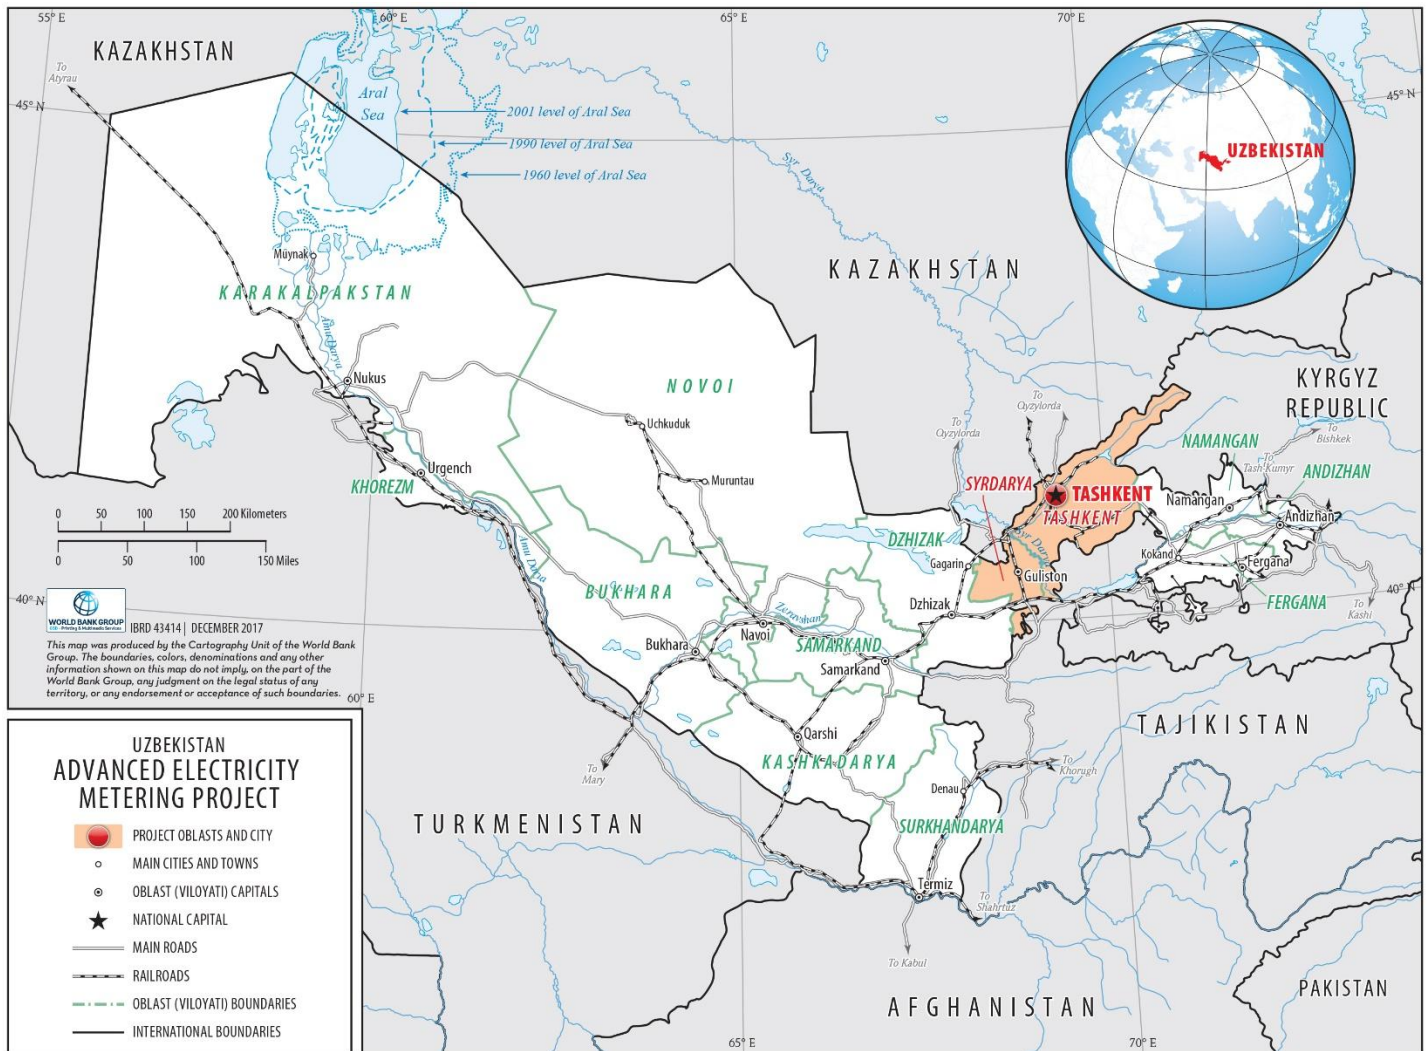 55° E
60° E
65° E
70° E
KAZAKHSTAN
To
Atyrau
45° N
45° N
Aral
Sea
2001 level of Aral Sea
1990 level of Aral Sea
1960 level of Aral Sea
Syr Darya
UZBEKISTAN
Müynak
KARAKALPAKSTAN
KAZAKHSTAN
Amu Darya
Nukus
NOVOI
KYRGYZ
REPUBLIC
To
Qyzylorda
To
Qyzylorda
To
Bishkek
Uchkuduk
NAMANGAN
To
Tash-Kumyr
ANDIZHAN
Urgench
KHOREZM
Muruntau
SYRDARYA
TASHKENT
TASHKENT
Namangan
Andizhan
0 50 100 150 200 Kilometers
0 50 100 150 Miles
Amu Darya
DZHIZAK
Syr Darya
Gagarin
Guliston
Kokand
Fergana
FERGANA
To
Kashi
40° N
40° N
BUKHARA
Dzhizak
Zeravshan
Navoi
Bukhara
SAMARKAND
Samarkand
WORLD BANK GROUP
GSD - Printing & Multimedia Services
IBRD 43414 | DECEMBER 2017
This map was produced by the Cartography Unit of the World Bank
Group. The boundaries, colors, denominations and any other
information shown on this map do not imply, on the part of the
World Bank Group, any judgment on the legal status of any
territory, or any endorsement or acceptance of such boundaries.
60° E
Qarshi
KASHKADARYA
TAJIKISTAN
To
Mary
Denau
To
Khorugh
TURKMENISTAN
SURKHANDARYA
Termiz
To
Shahrtuz
To Kabul
AFGHANISTAN
PAKISTAN
65° E
70° E
UZBEKISTAN
ADVANCED ELECTRICITY
METERING PROJECT
PROJECT OBLASTS AND CITY
MAIN CITIES AND TOWNS
OBLAST (VILOYATI) CAPITALS
NATIONAL CAPITAL
MAIN ROADS
RAILROADS
OBLAST (VILOYATI) BOUNDARIES
INTERNATIONAL BOUNDARIES